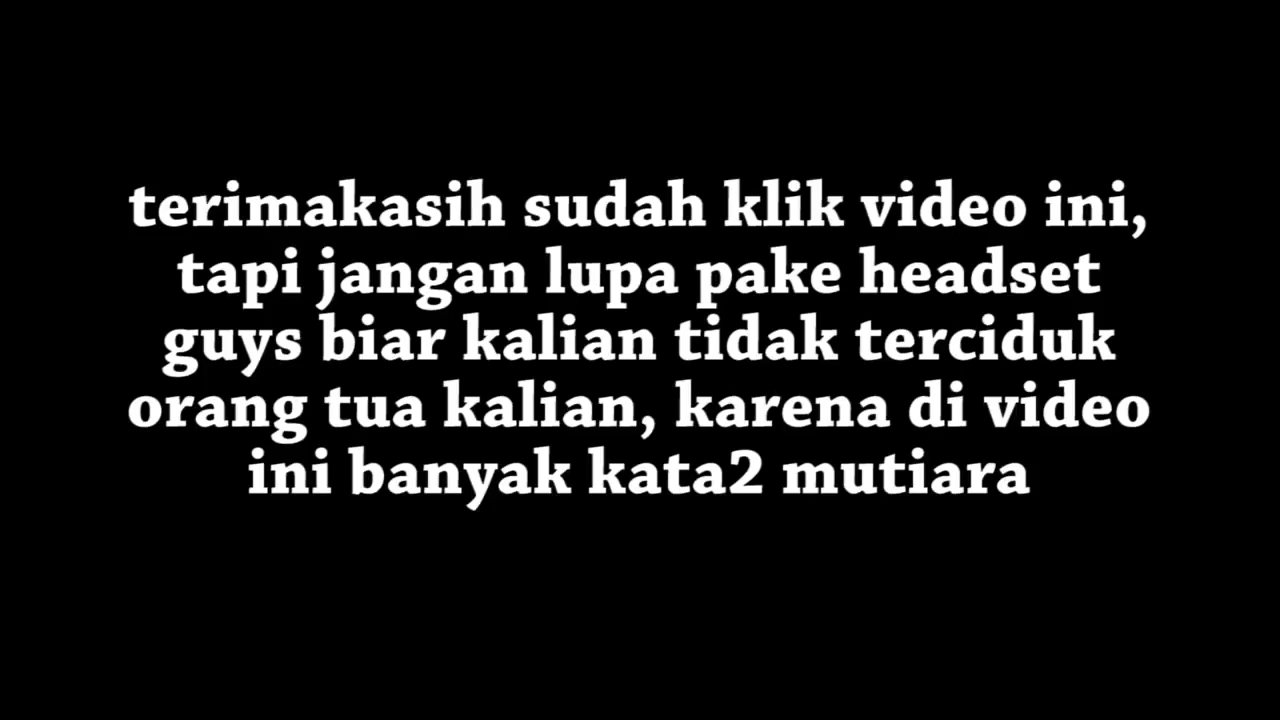 terimakasih sudah klik video ini,
tapi jangan lupa pake headset
guys biar kalian tidak terciduk
orang tua kalian, karena di video
ini banyak kata2 mutiara